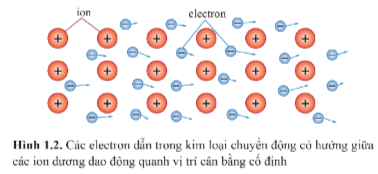 ion
electron
Hình 1.2. Các electron dẫn trong kim loại chuyển động có hướng giữa
các ion dương dao động quanh vị trí cân bằng cố định